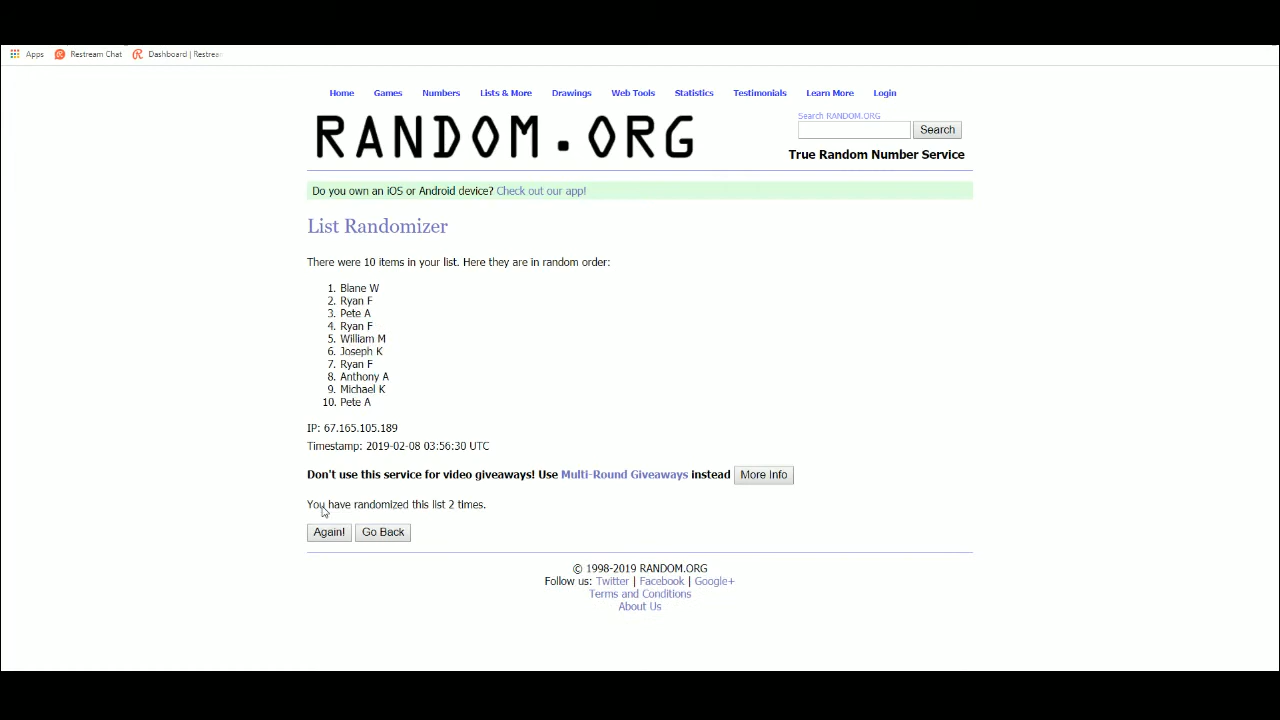 Apps Restream Chat Dashboard | Restrea
Home Games Numbers Lists & More Drawings Web Tools Statistics Testimonials Learn More Login
RANDOM.ORG
Search RANDOM.ORG
Search
True Random Number Service
Do you own an iOS or Android device? Check out our app!
List Randomizer
There were 10 items in your list. Here they are in random order:
1. Blane W
2. Ryan F
3. Pete A
4. Ryan F
5. William M
6. Joseph K
7. Ryan F
8. Anthony A
9. Michael K
10. Pete A
IP: 67.165.105.189
Timestamp: 2019-02-08 03:56:30 UTC
Don't use this service for video giveaways! Use Multi-Round Giveaways instead More Info
You have randomized this list 2 times.
Again! Go Back
© 1998-2019 RANDOM.ORG
Follow us: Twitter | Facebook | Google+
Terms and Conditions
About Us